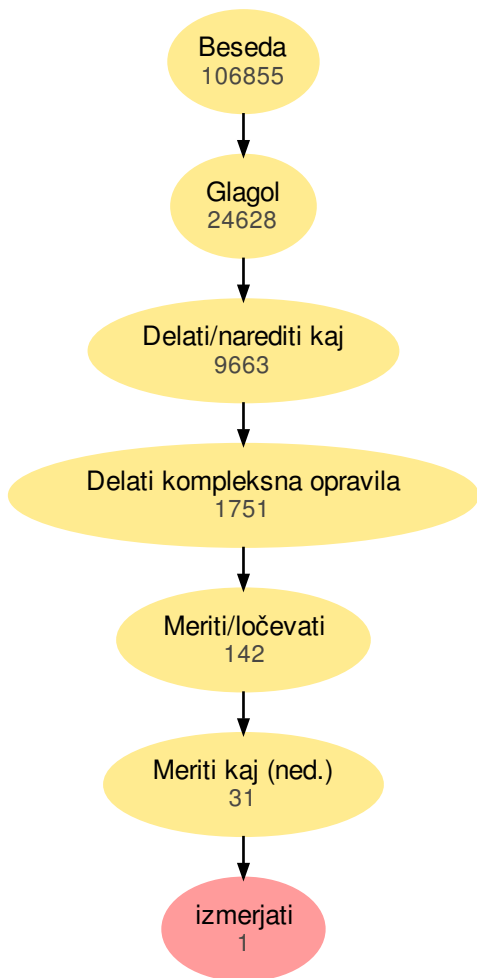 Beseda
106855
Glagol
24628
Delati/narediti kaj
9663
Delati kompleksna opravila
1751
Meriti/ločevati
142
Meriti kaj (ned.)
31
izmerjati
1